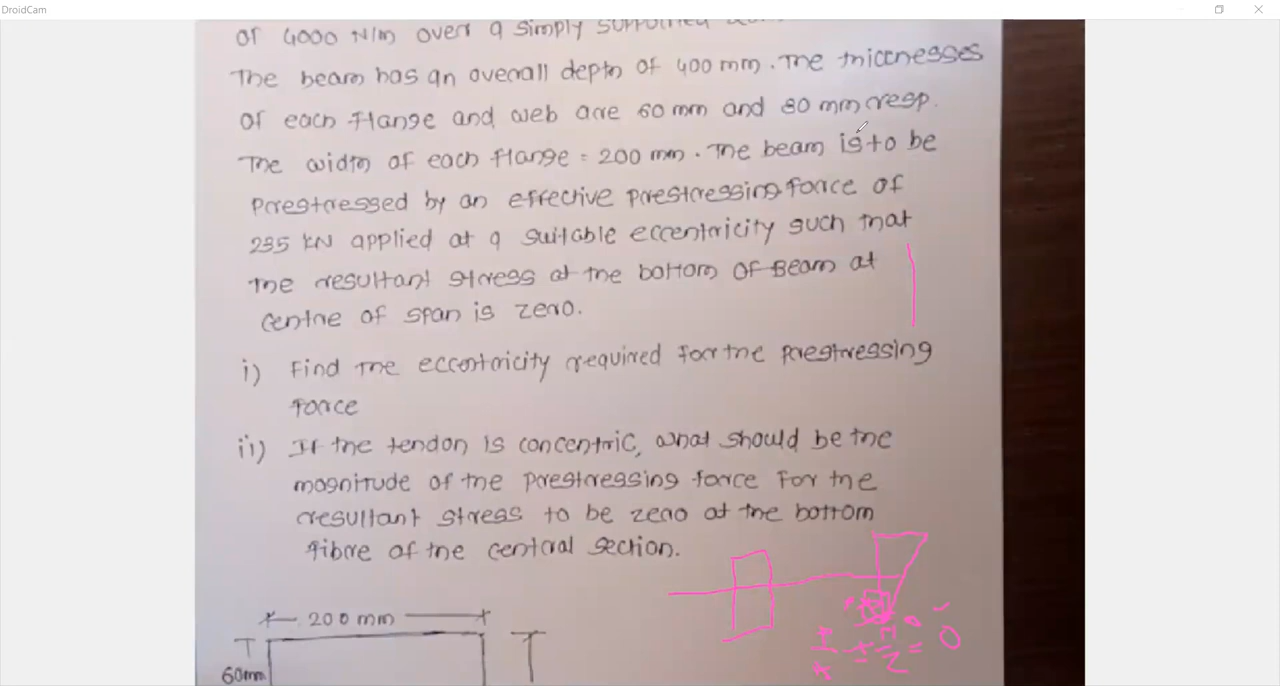 DroidCam
of 4000 N/m over a simply supported
The beam has an overall depth of 400 mm. The thicknesses
of each flange and web are 60 mm and 80 mm resp.
The width of each flange = 200 mm. The beam is to be
prestressed by an effective prestressing force of
235 kN applied at a suitable eccentricity such that
the resultant stress at the bottom of Beam at
centre of span is zero.
i) Find the eccentricity required for the prestressing
force
ii) If the tendon is concentric, what should be the
magnitude of the prestressing force for the
resultant stress to be zero at the bottom
fibre of the central section.
200 mm
60mm